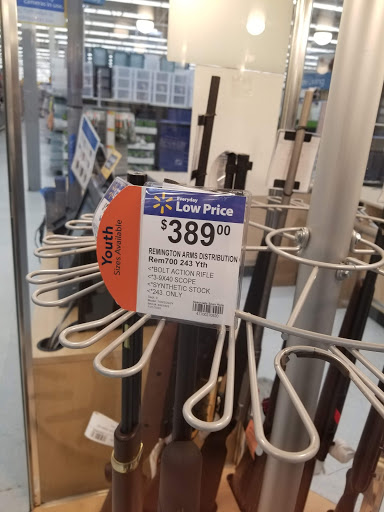 Everyday
Low Price
$389.00
REMINGTON ARMS DISTRIBUTION
Rem700 243 Yth
<*BOLT ACTION RIFLE
<*3-9X40 SCOPE
<*SYNTHETIC STOCK
<*243 ONLY
Youth
Sizes Available